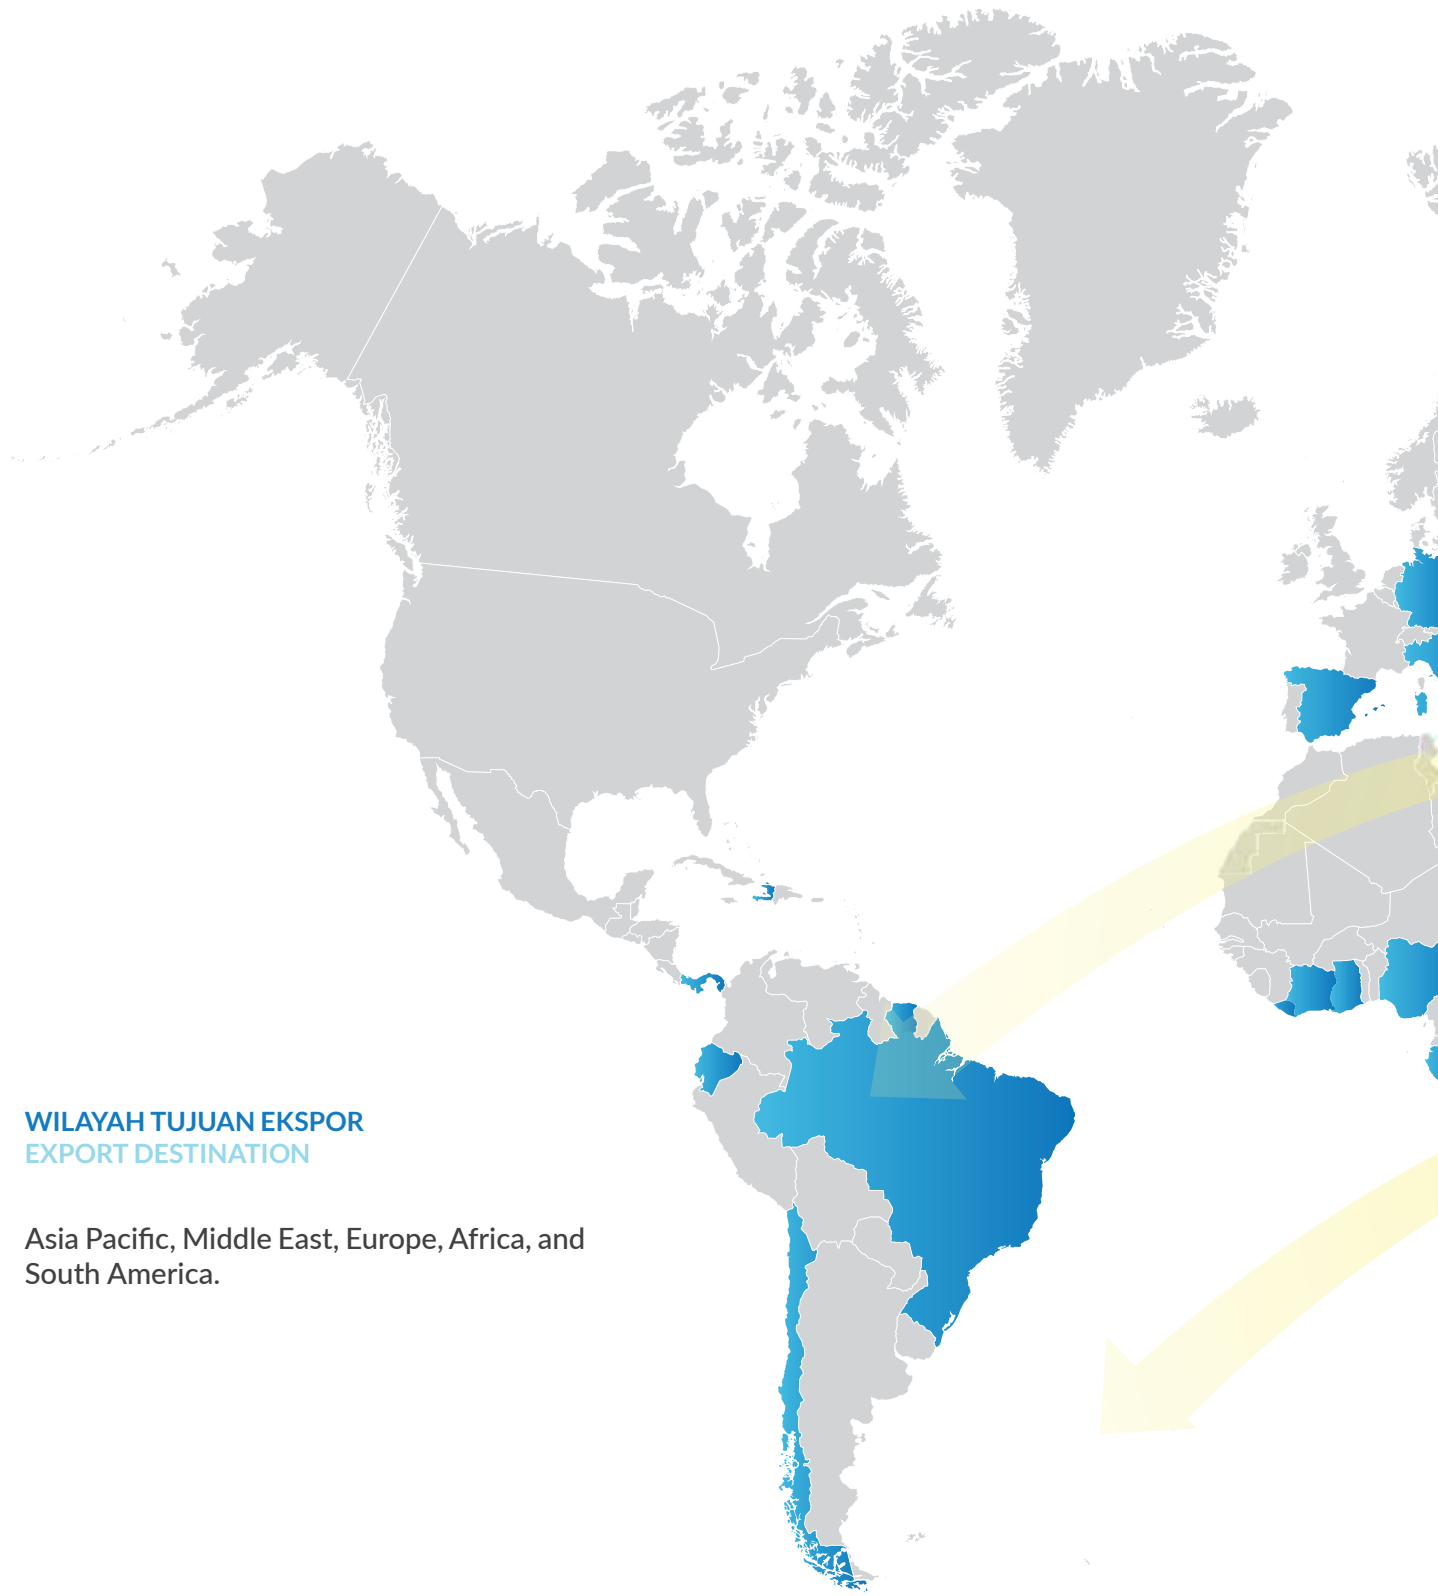 WILAYAH TUJUAN EKSPOR
EXPORT DESTINATION
Asia Pacific, Middle East, Europe, Africa, and
South America.